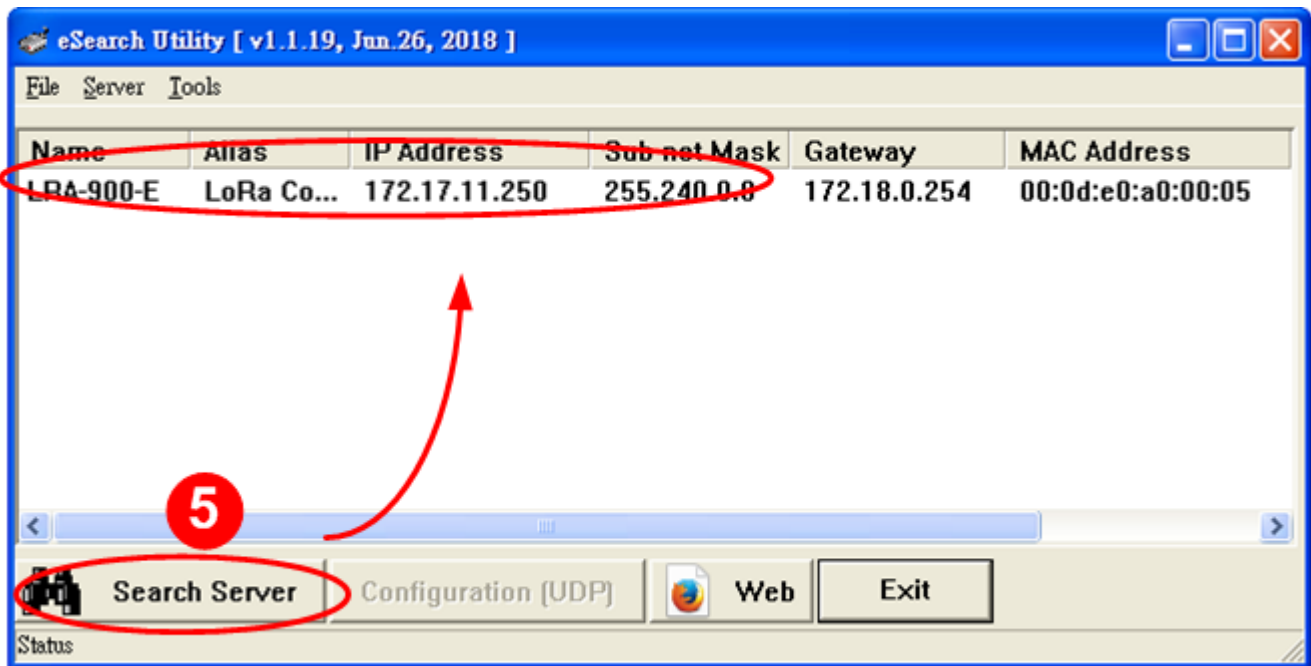 eSearch Utility [ v1.1.19, Jun.26, 2018 ]
File Server Tools
Name Alias IP Address Sub-net Mask Gateway MAC Address
LRA-900-E LoRa Co... 172.17.11.250 255.240.0.0 172.18.0.254 00:0d:e0:a0:00:05
5
Search Server Configuration (UDP) Web Exit
Status